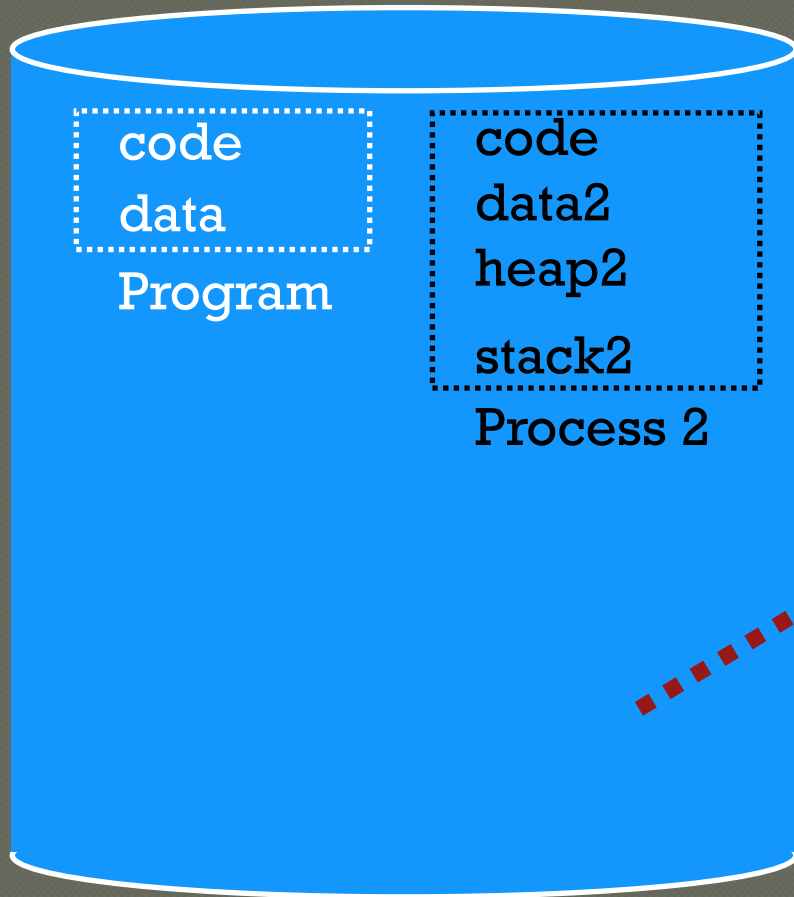 code
data
Program
code
data2
heap2
stack2
Process 2